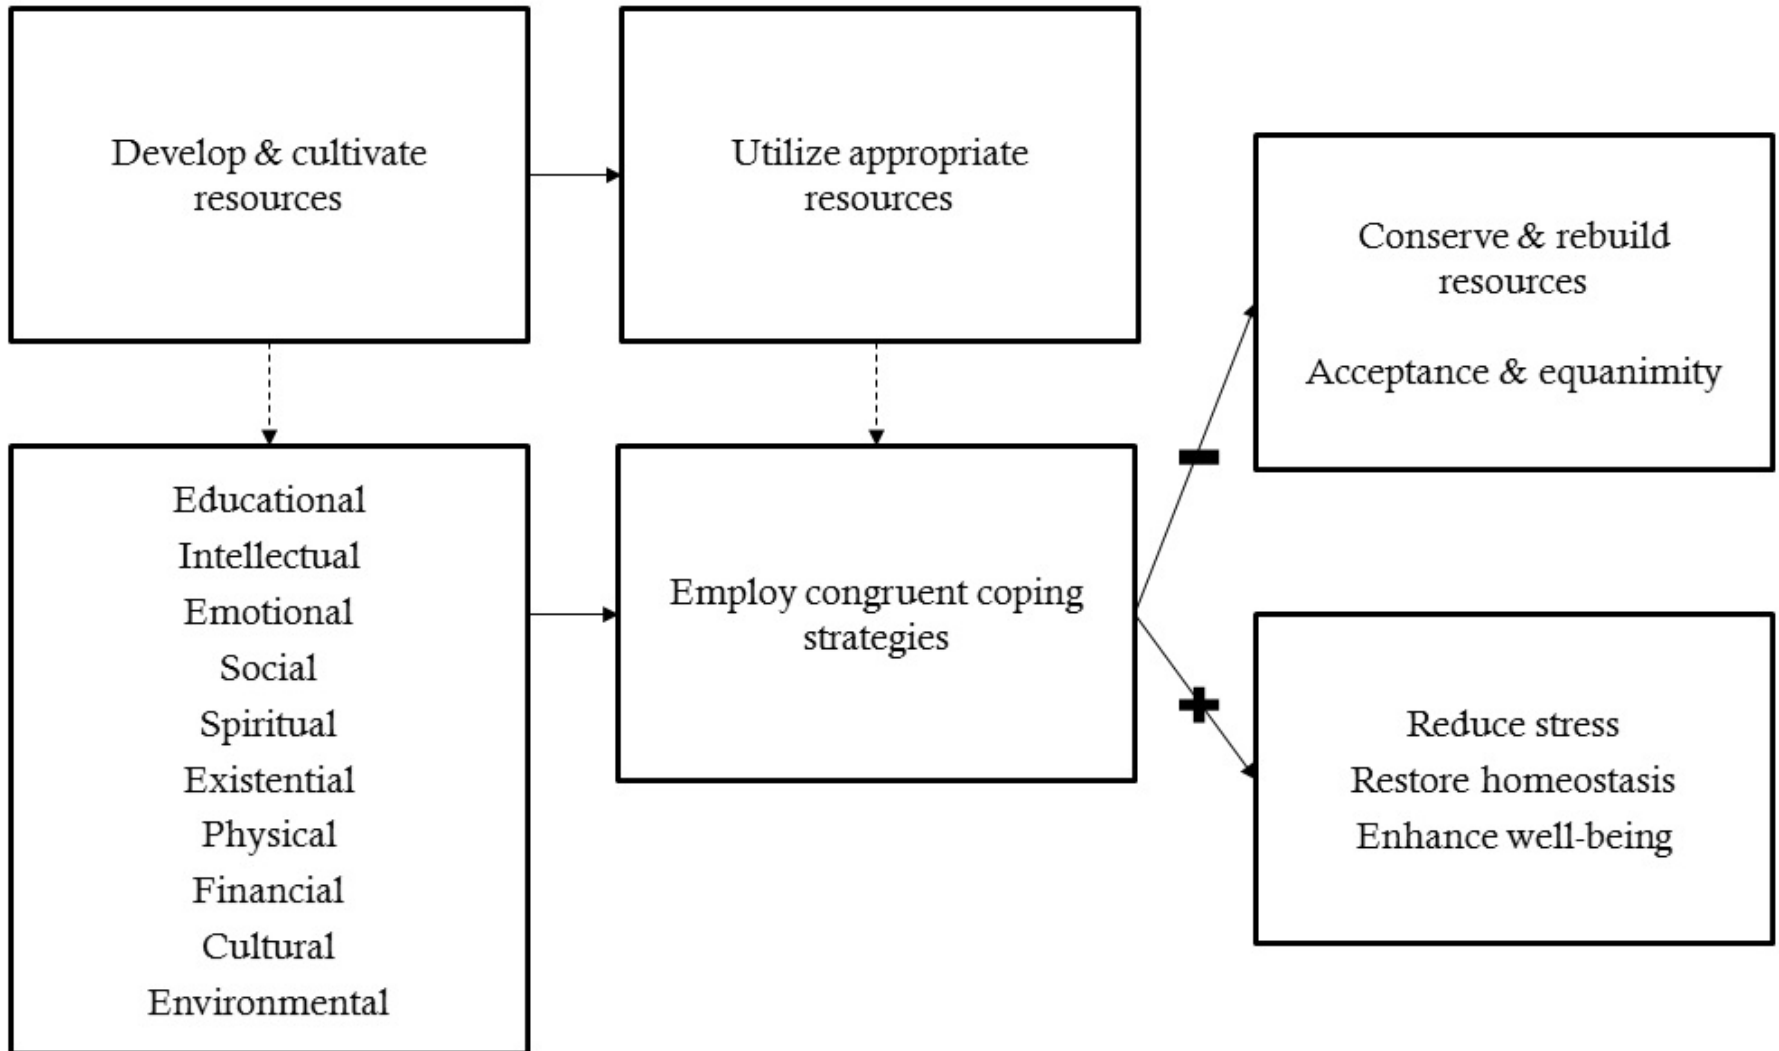 Develop & cultivate
resources
Utilize appropriate
resources
Conserve & rebuild
resources
Acceptance & equanimity
Educational
Intellectual
Emotional
Social
Spiritual
Existential
Physical
Financial
Cultural
Environmental
Employ congruent coping
strategies
Reduce stress
Restore homeostasis
Enhance well-being